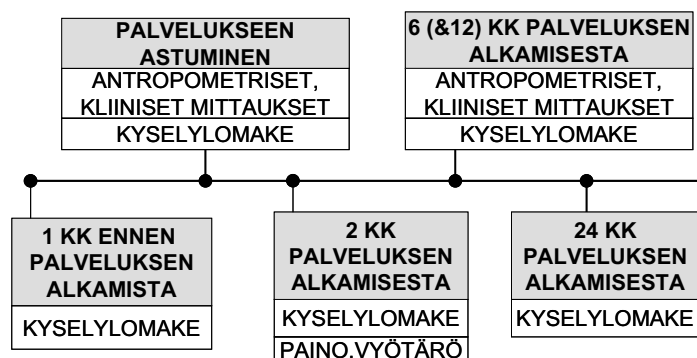 PALVELUKSEEN
ASTUMINEN
ANTROPOMETRISET,
KLIINISET MITTAUKSET
KYSELYLOMAKE
6 (&12) KK PALVELUKSEN
ALKAMISESTA
ANTROPOMETRISET,
KLIINISET MITTAUKSET
KYSELYLOMAKE
1 KK ENNEN
PALVELUKSEN
ALKAMISTA
KYSELYLOMAKE
2 KK
PALVELUKSEN
ALKAMISESTA
KYSELYLOMAKE
PAINO,VYÖTÄRÖ
24 KK
PALVELUKSEN
ALKAMISESTA
KYSELYLOMAKE